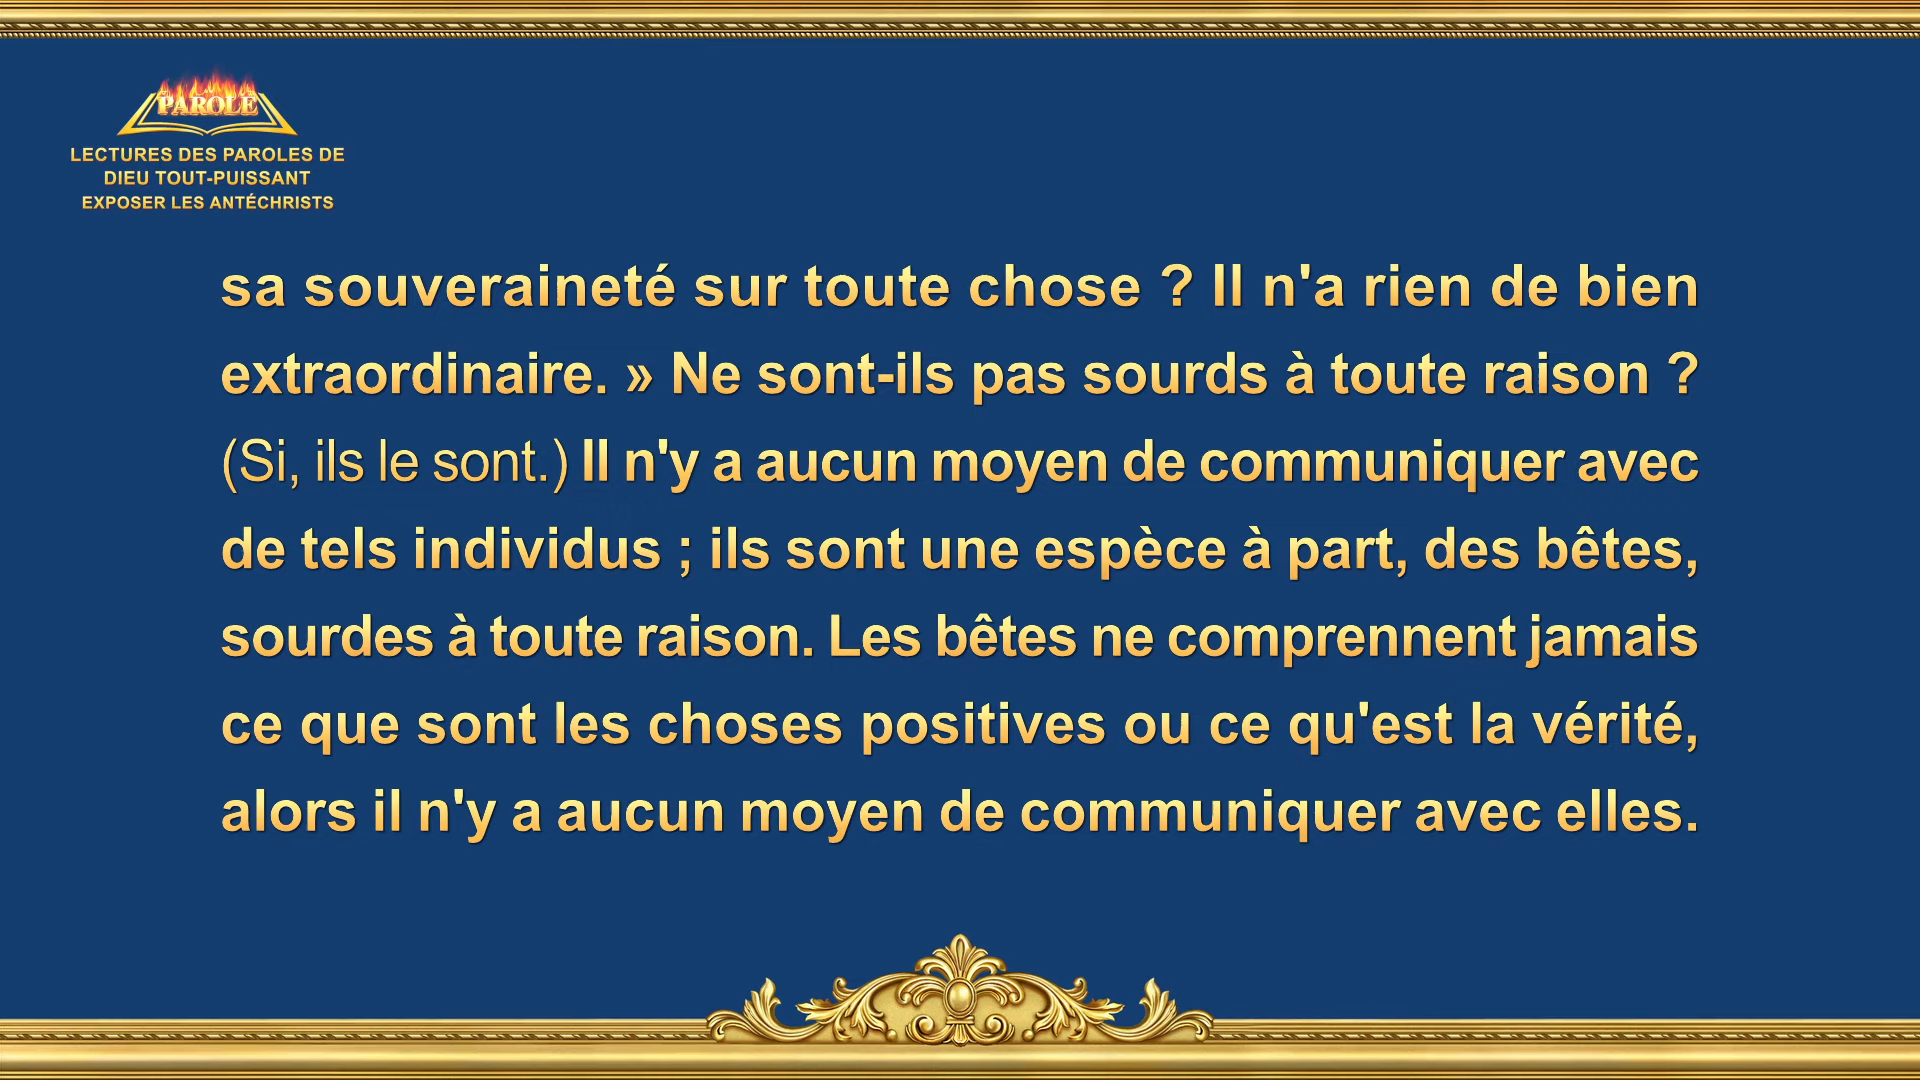 PAROLE
LECTURES DES PAROLES DE
DIEU TOUT-PUISSANT
EXPOSER LES ANTÉCHRISTS
sa souveraineté sur toute chose ? Il n'a rien de bien
extraordinaire. » Ne sont-ils pas sourds à toute raison ?
(Si, ils le sont.) Il n'y a aucun moyen de communiquer avec
de tels individus ; ils sont une espèce à part, des bêtes,
sourdes à toute raison. Les bêtes ne comprennent jamais
ce que sont les choses positives ou ce qu'est la vérité,
alors il n'y a aucun moyen de communiquer avec elles.